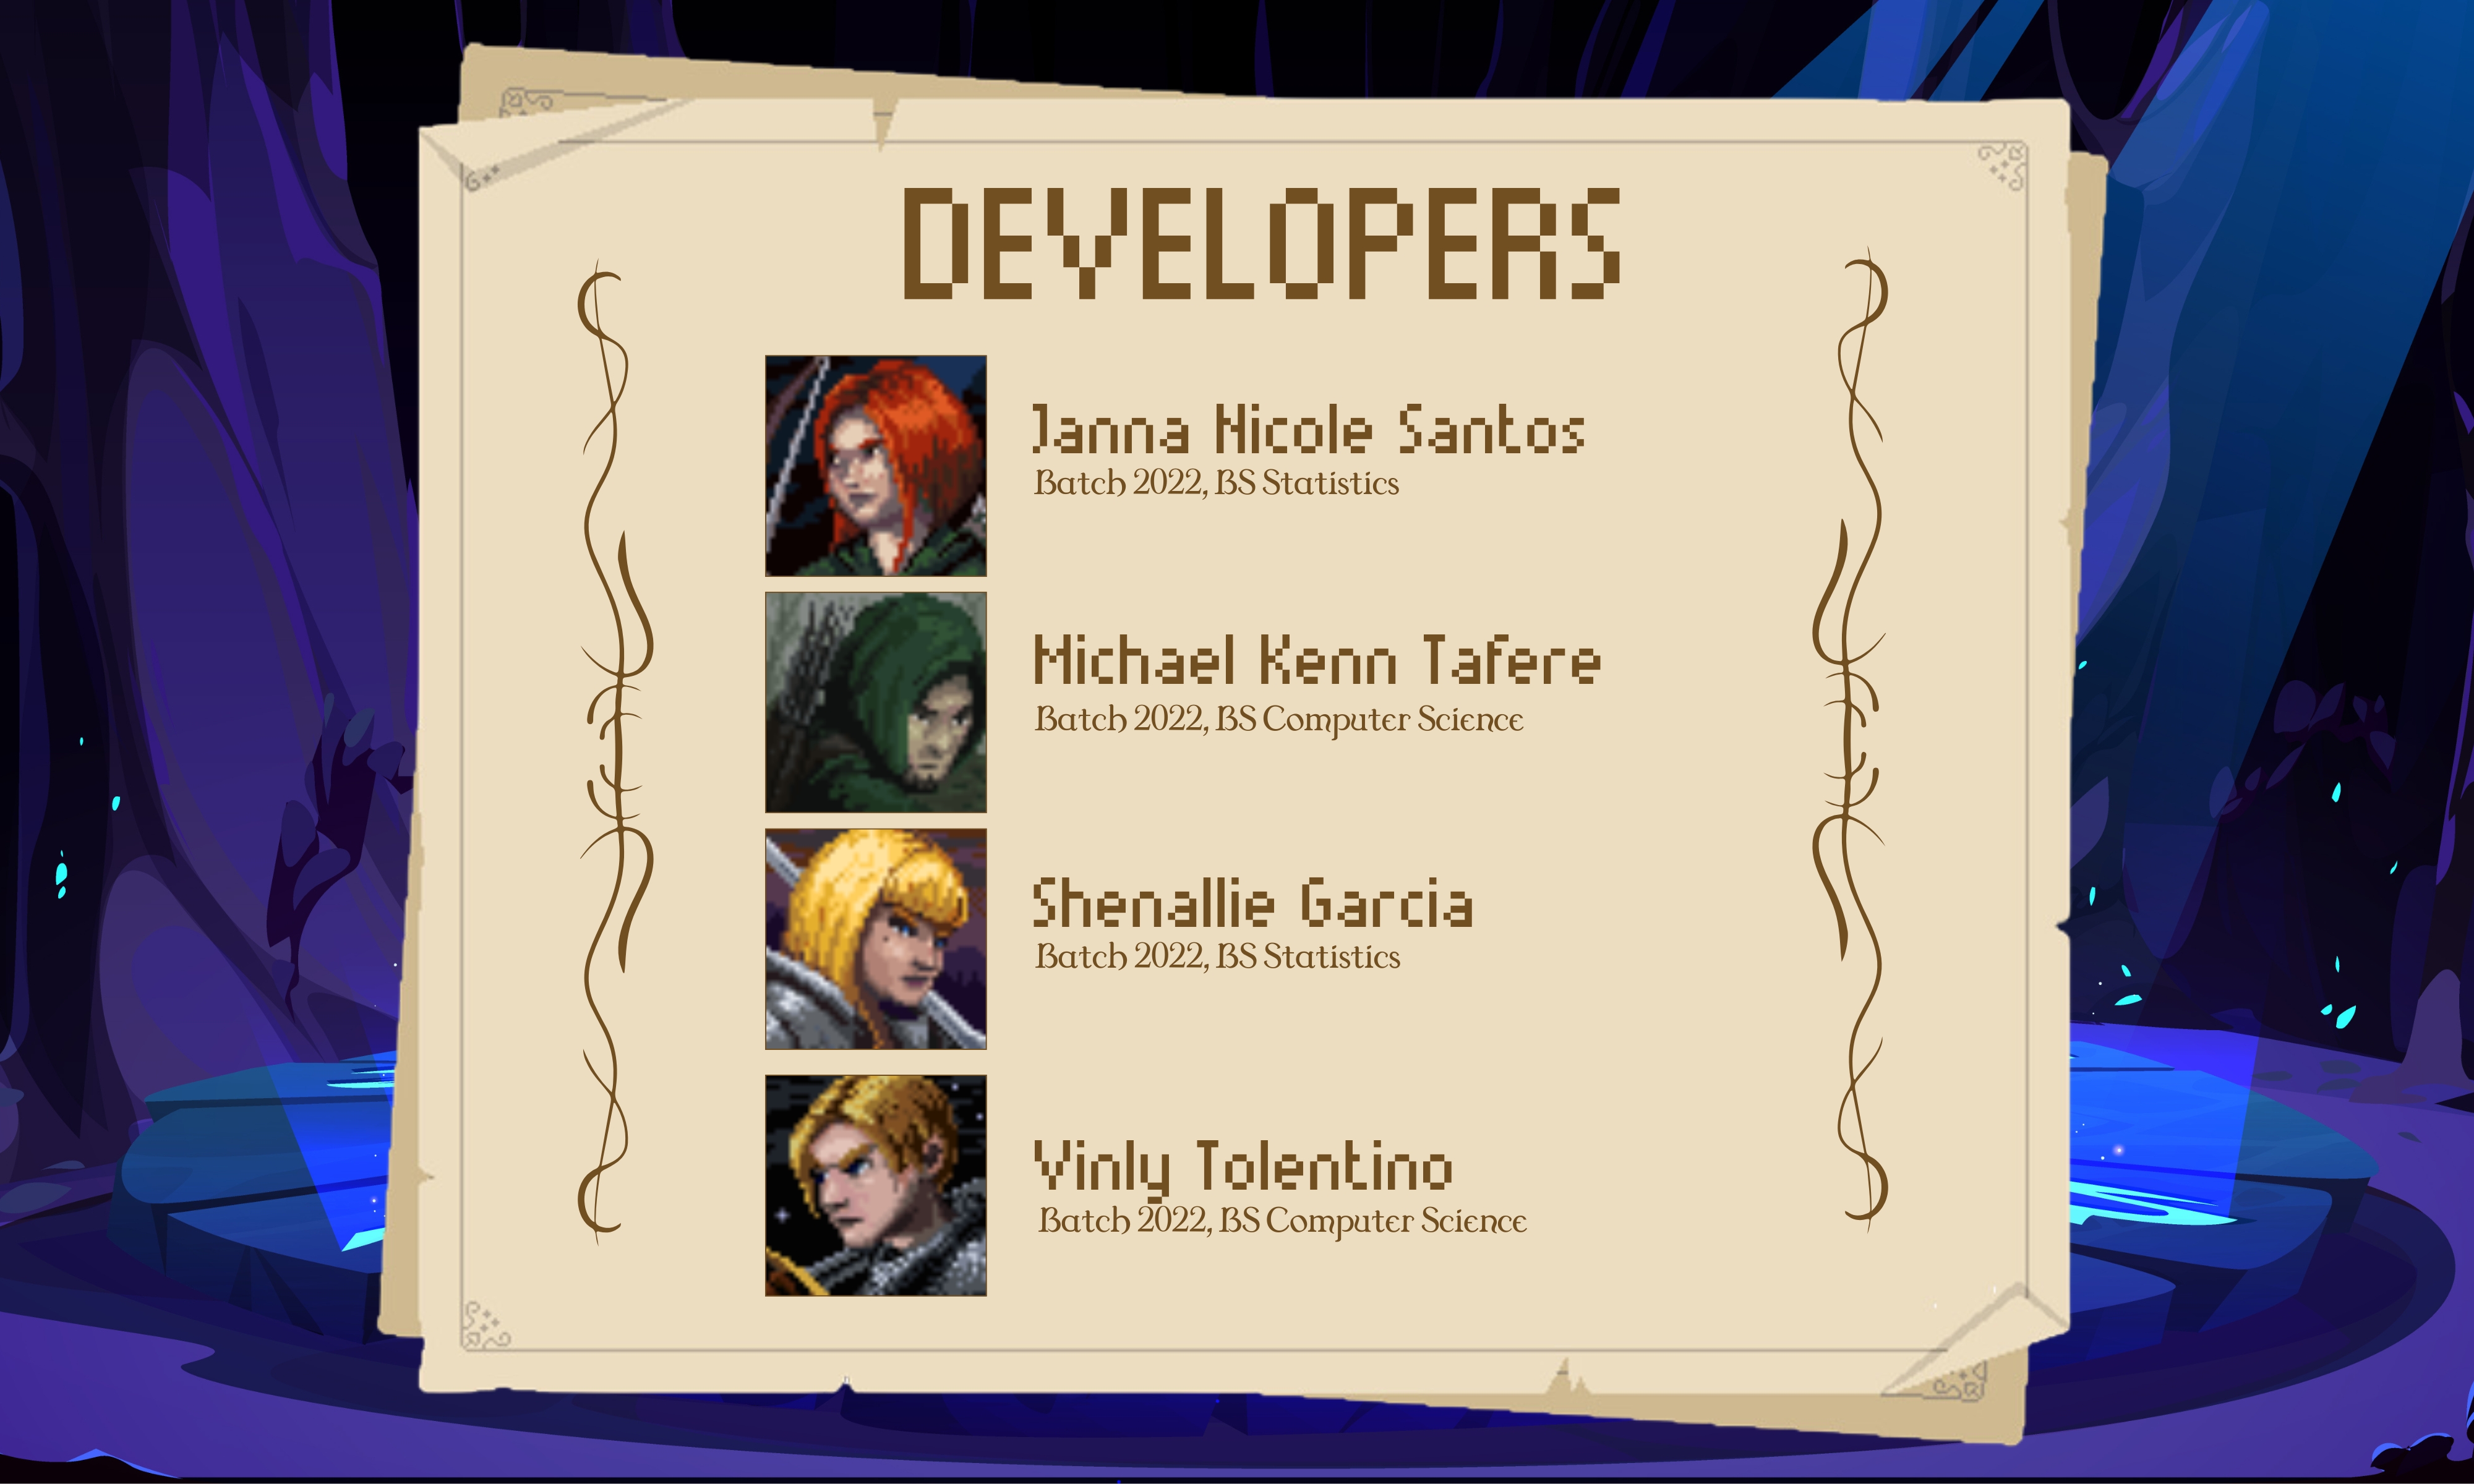 DEVELOPERS
Janna Nicole Santos
Batch 2022, BS Statistics
Michael Kenn Tafere
Batch 2022, BS Computer Science
Shenallie Garcia
Batch 2022, BS Statistics
Vinly Tolentino
Batch 2022, BS Computer Science